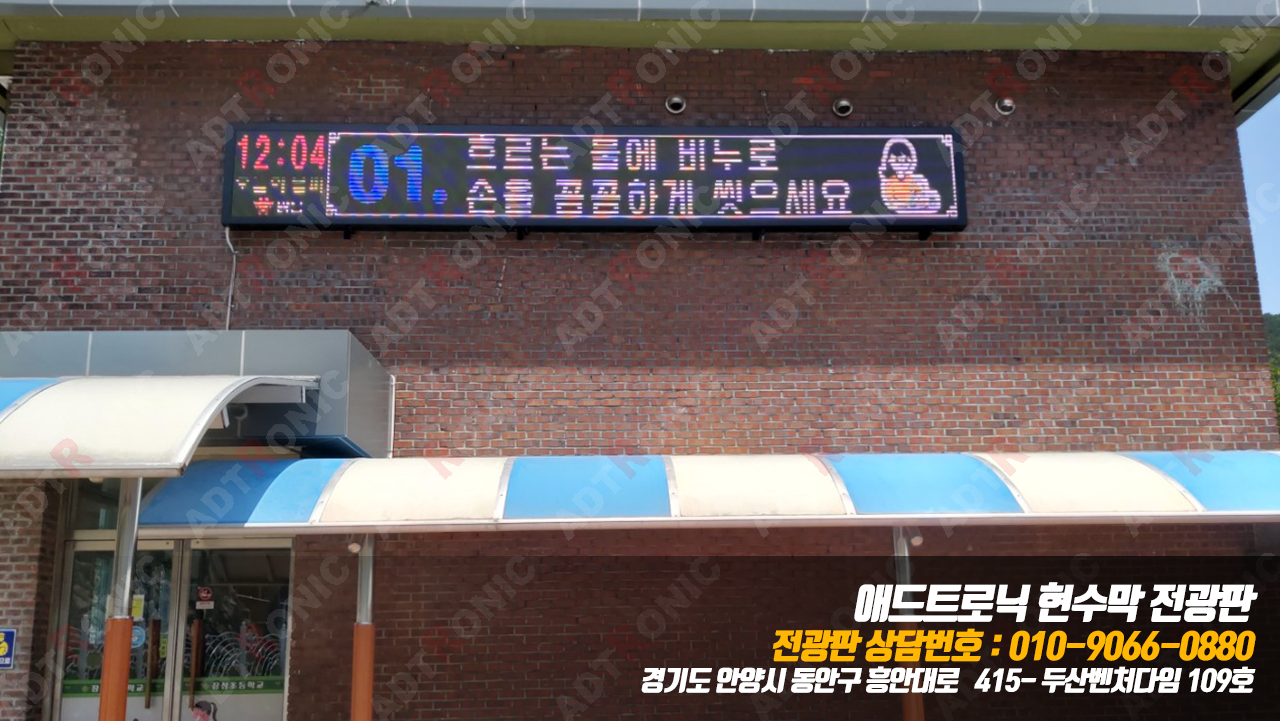 12:04
01.
흐르는 물에 비누로
손을 꼼꼼하게 씻으세요
애드트로닉 현수막 전광판
전광판 상담번호 : 010-9066-0880
경기도 안양시 동안구 흥안대로 415- 두산벤처다임 109호
ADTRONIC